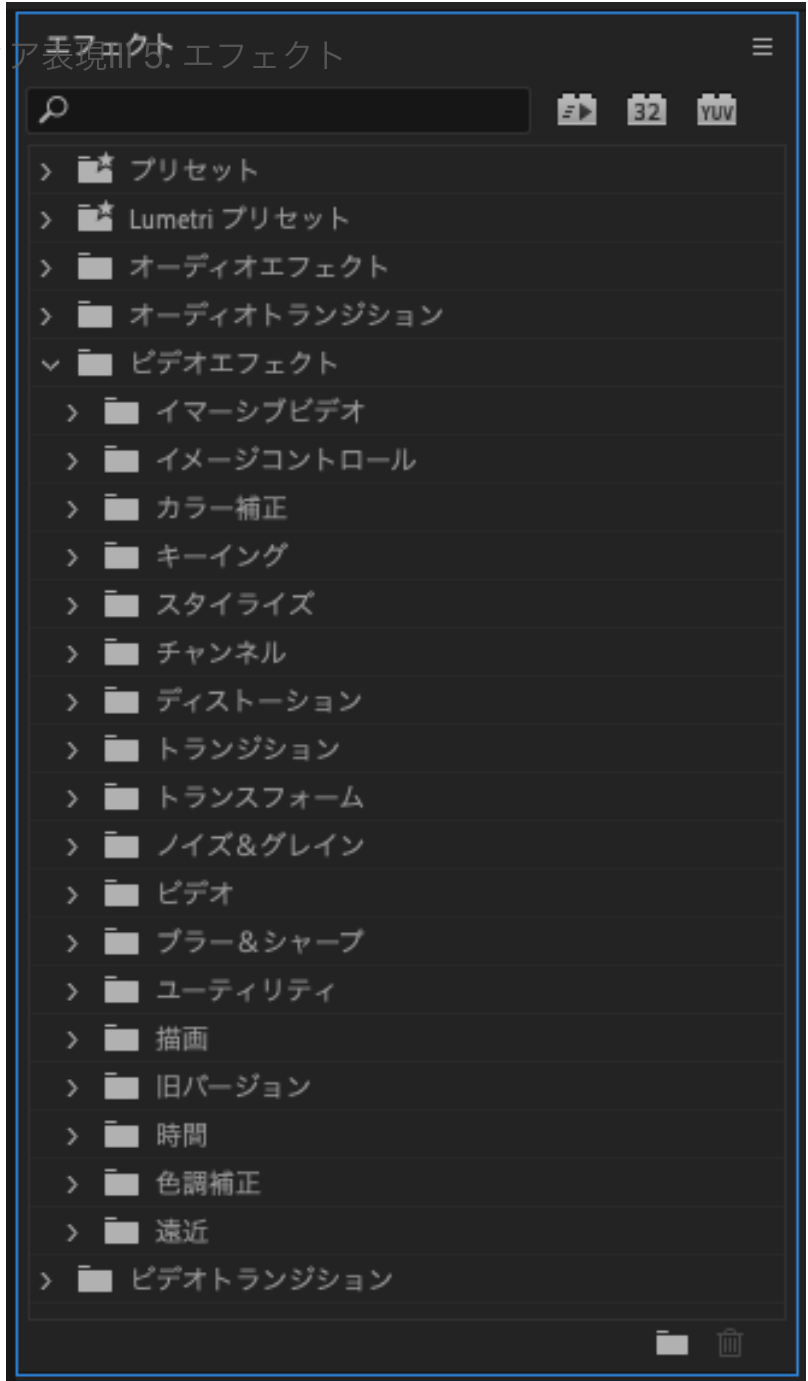 エフェクト
ア表現III 5. エフェクト
32
YUV
プリセット
Lumetri プリセット
オーディオエフェクト
オーディオトランジション
ビデオエフェクト
イマーシブビデオ
イメージコントロール
カラー補正
キーイング
スタイライズ
チャンネル
ディストーション
トランジション
トランスフォーム
ノイズ&グレイン
ビデオ
ブラー&シャープ
ユーティリティ
描画
旧バージョン
時間
色調補正
遠近
ビデオトランジション